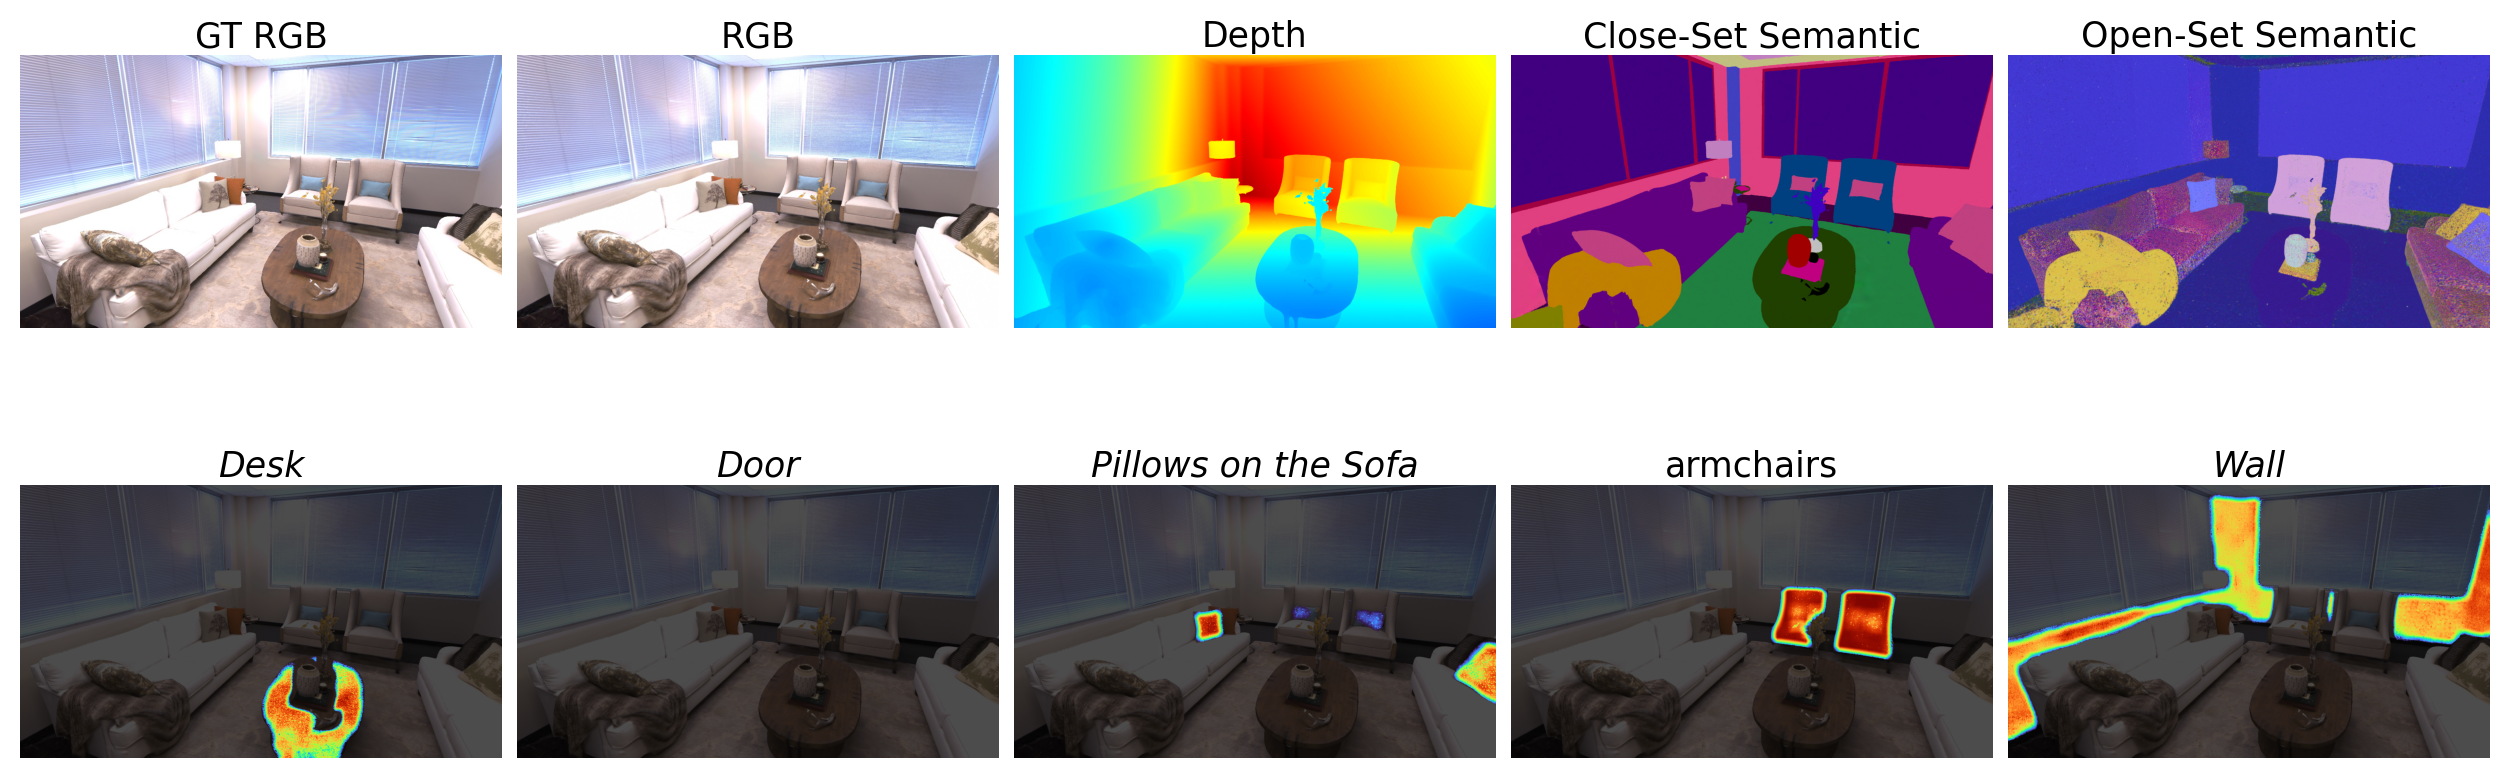 GT RGB
RGB
Depth
Close-Set Semantic
Open-Set Semantic
Desk
Door
Pillows on the Sofa
armchairs
Wall